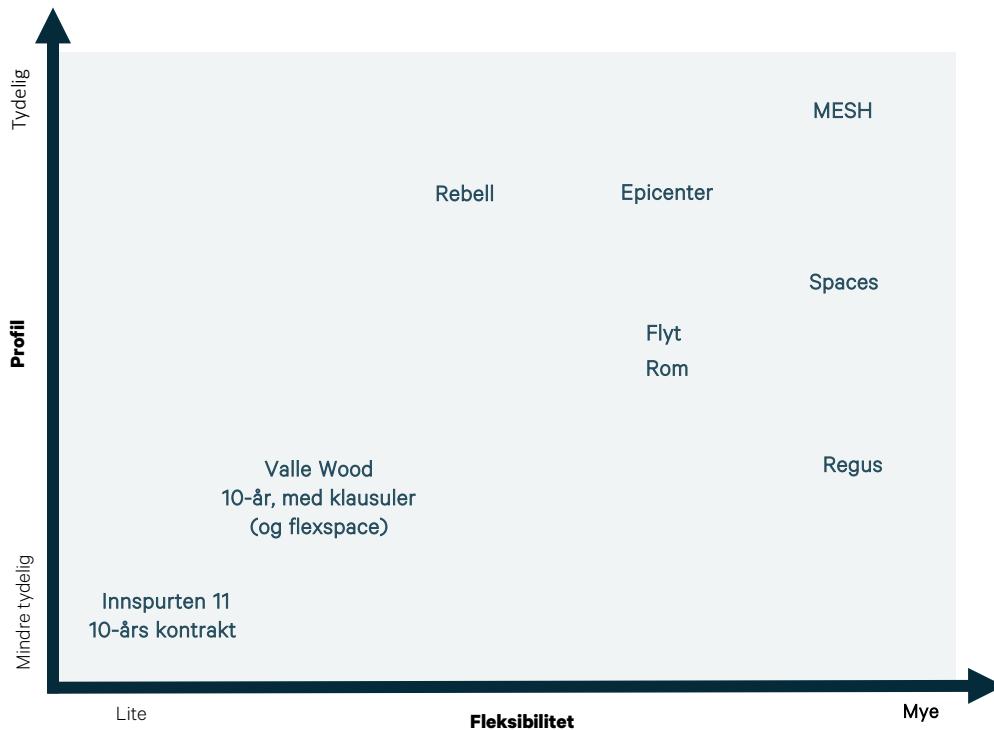 Tydelig
MESH
Rebell
Epicenter
Spaces
Profil
Flyt
Rom
Valle Wood
10-år, med klausuler
(og flexspace)
Regus
Mindre tydelig
Innspurten 11
10-års kontrakt
Lite
Fleksibilitet
Mye